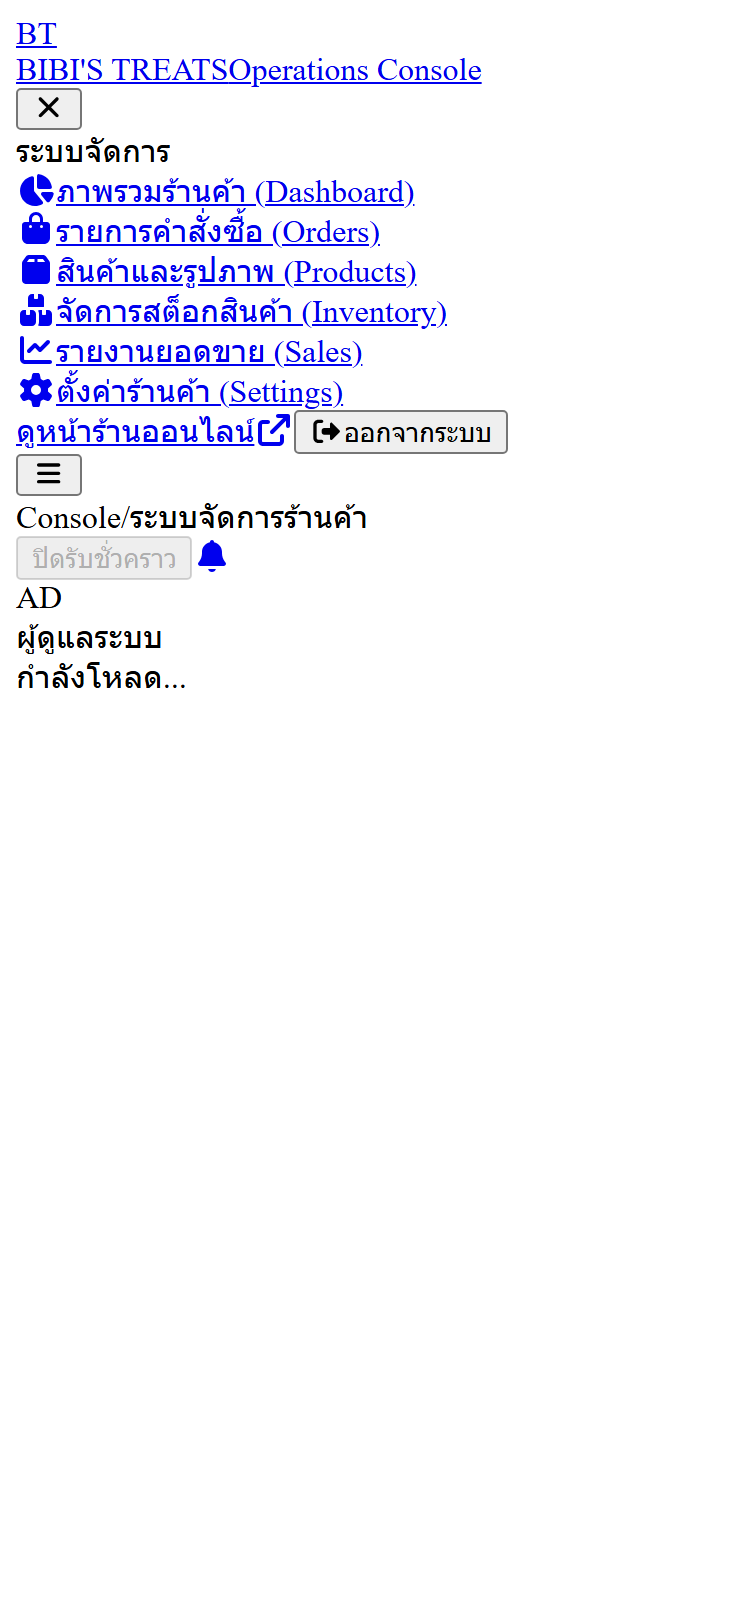 BT
BIBI'S TREATSOperations Console
ระบบจัดการ
ภาพรวมร้านค้า (Dashboard)
รายการคำสั่งซื้อ (Orders)
สินค้าและรูปภาพ (Products)
จัดการสต็อกสินค้า (Inventory)
รายงานยอดขาย (Sales)
ตั้งค่าร้านค้า (Settings)
ดูหน้าร้านออนไลน์ ออกจากระบบ
Console/ระบบจัดการร้านค้า
ปิดรับชั่วคราว
AD
ผู้ดูแลระบบ
กำลังโหลด...